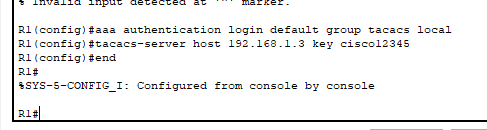 % Invalid input detected at '^' marker.
R1(config)#aaa authentication login default group tacacs local
R1(config)#tacacs-server host 192.168.1.3 key cisco12345
R1(config)#end
R1#
%SYS-5-CONFIG_I: Configured from console by console
R1#